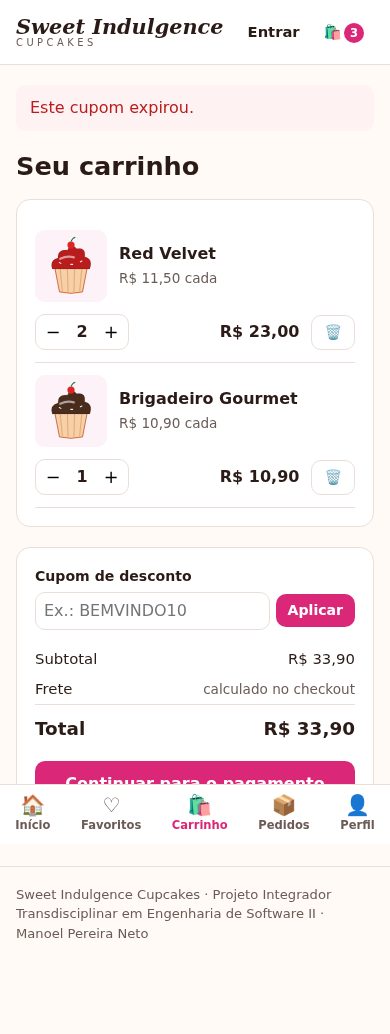 Sweet Indulgence
CUPCAKES
Entrar
3
Este cupom expirou.
Seu carrinho
Red Velvet
R$ 11,50 cada
− 2 +
R$ 23,00
Brigadeiro Gourmet
R$ 10,90 cada
− 1 +
R$ 10,90
Cupom de desconto
Ex.: BEMVINDO10
Aplicar
Subtotal
R$ 33,90
Frete
calculado no checkout
Total
R$ 33,90
Continuar para o pagamento
Início
Favoritos
Carrinho
Pedidos
Perfil
Sweet Indulgence Cupcakes · Projeto Integrador
Transdisciplinar em Engenharia de Software II ·
Manoel Pereira Neto